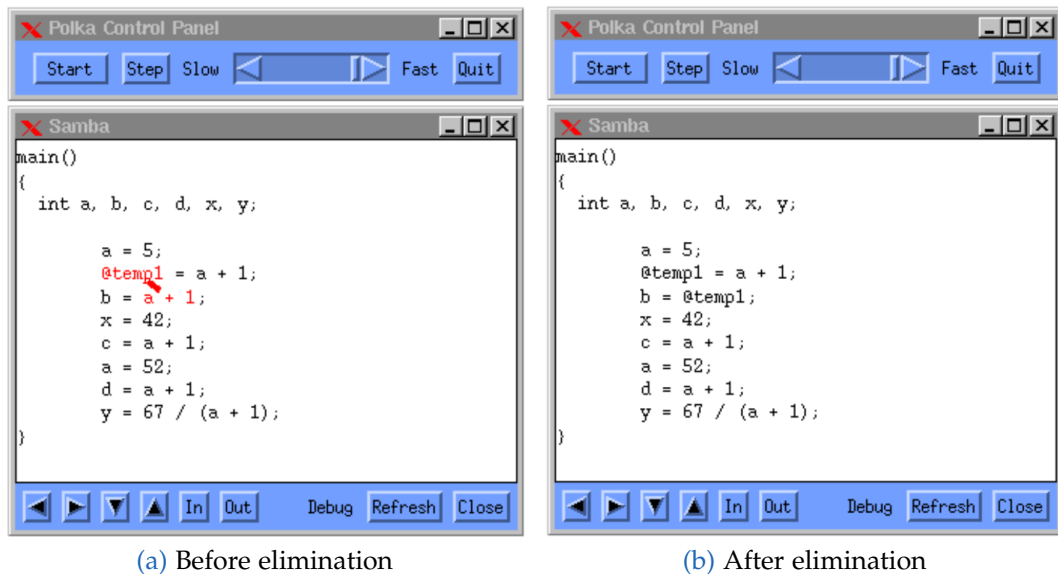 Polka Control Panel
Start Step Slow Fast Quit
Samba
main()
{
int a, b, c, d, x, y;
a = 5;
@temp1 = a + 1;
b = a + 1;
x = 42;
c = a + 1;
a = 52;
d = a + 1;
y = 67 / (a + 1);
}
In Out Debug Refresh Close
(a) Before elimination
Polka Control Panel
Start Step Slow Fast Quit
Samba
main()
{
int a, b, c, d, x, y;
a = 5;
@temp1 = a + 1;
b = @temp1;
x = 42;
c = a + 1;
a = 52;
d = a + 1;
y = 67 / (a + 1);
}
In Out Debug Refresh Close
(b) After elimination